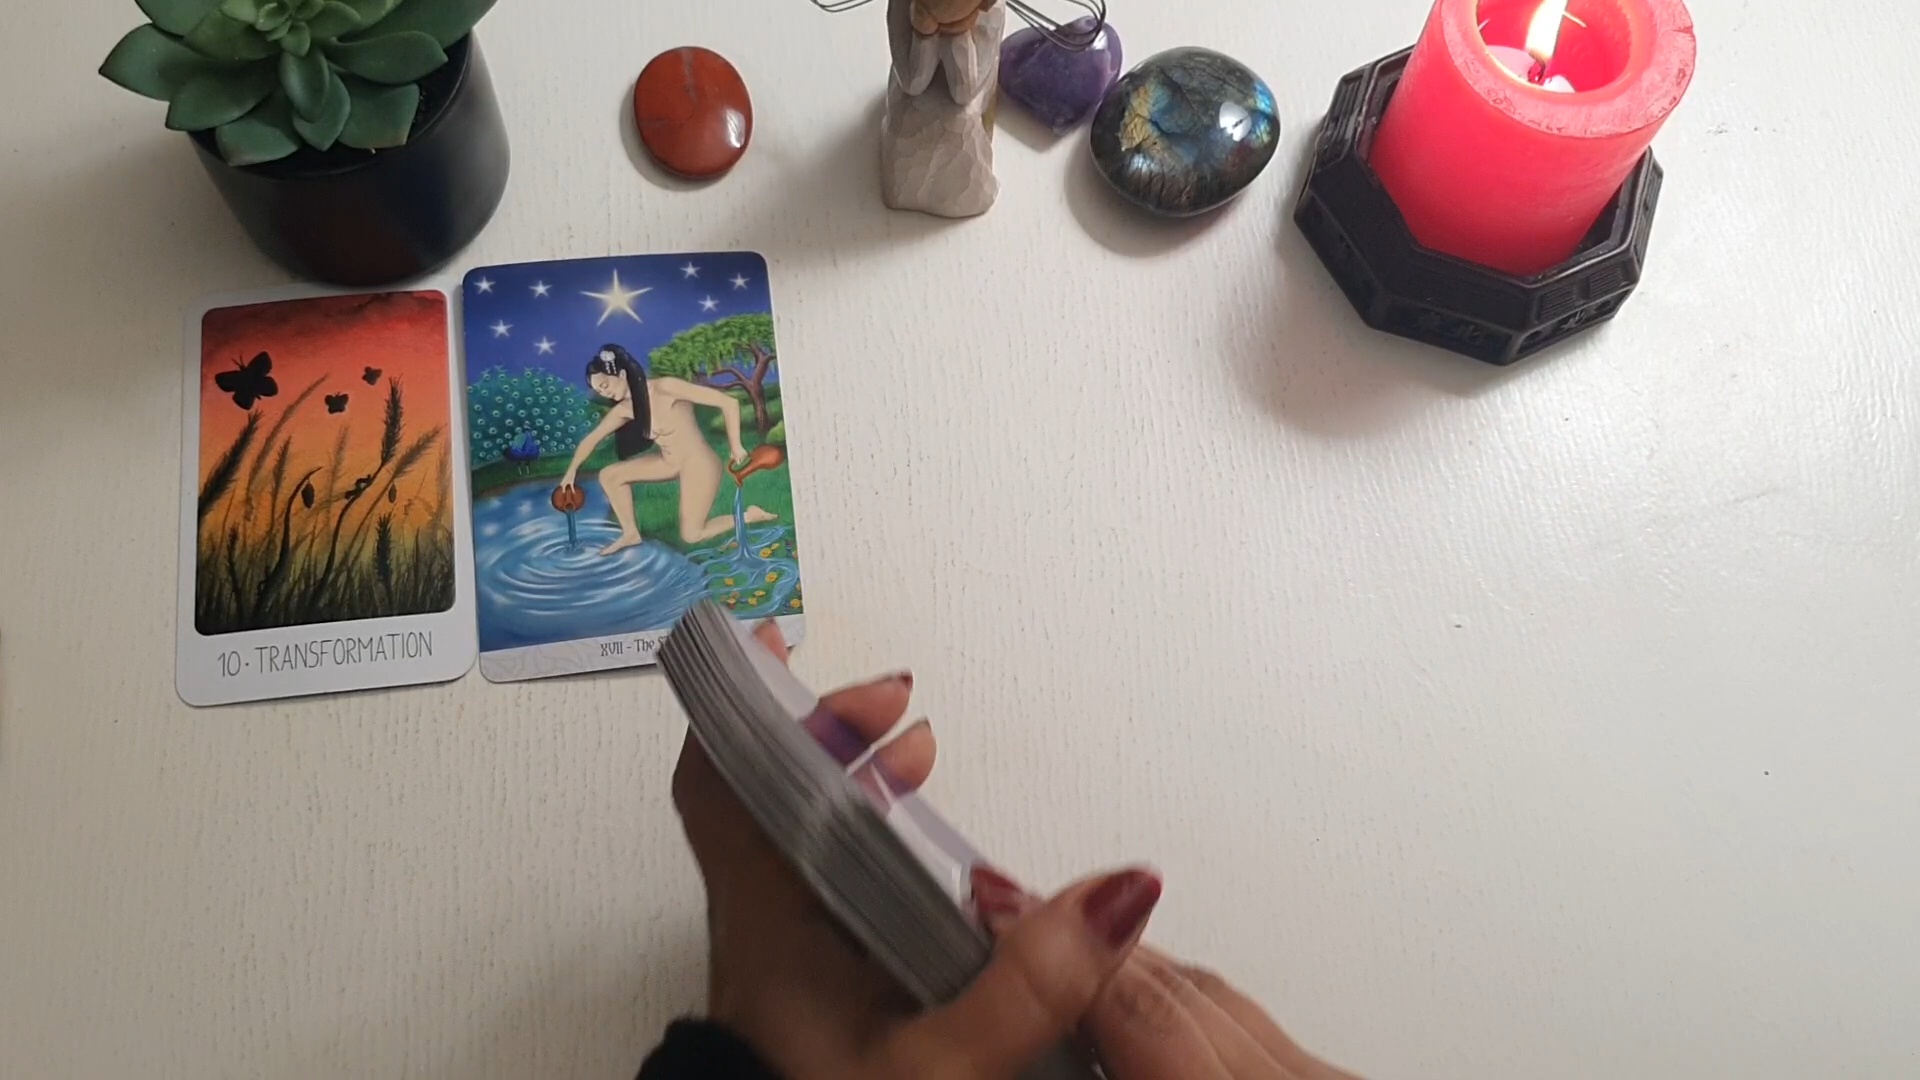 10 • TRANSFORMATION
XVII - The